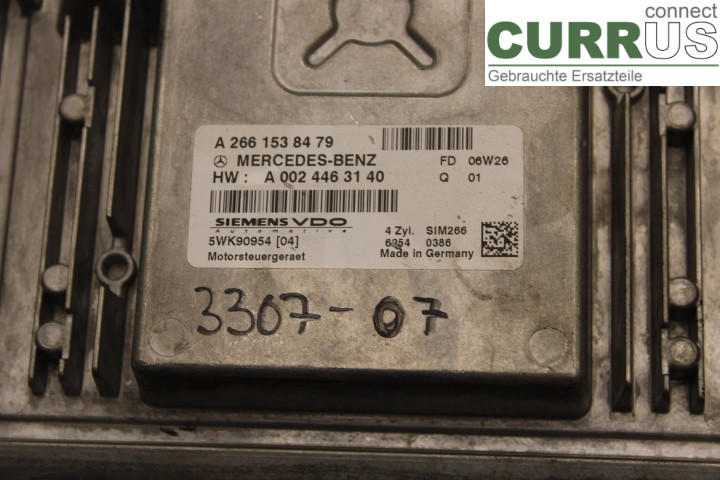 connect
CURRUS
Gebrauchte Ersatzteile
A 266 153 84 79
MERCEDES-BENZ
FD 06W26
HW : A 002 446 31 40
Q 01
SIEMENS VDO
Automotive
4 Zyl. SIM266
5WK90954 [04]
6954 0386
Motorsteuergeraet
Made in Germany
3307-07